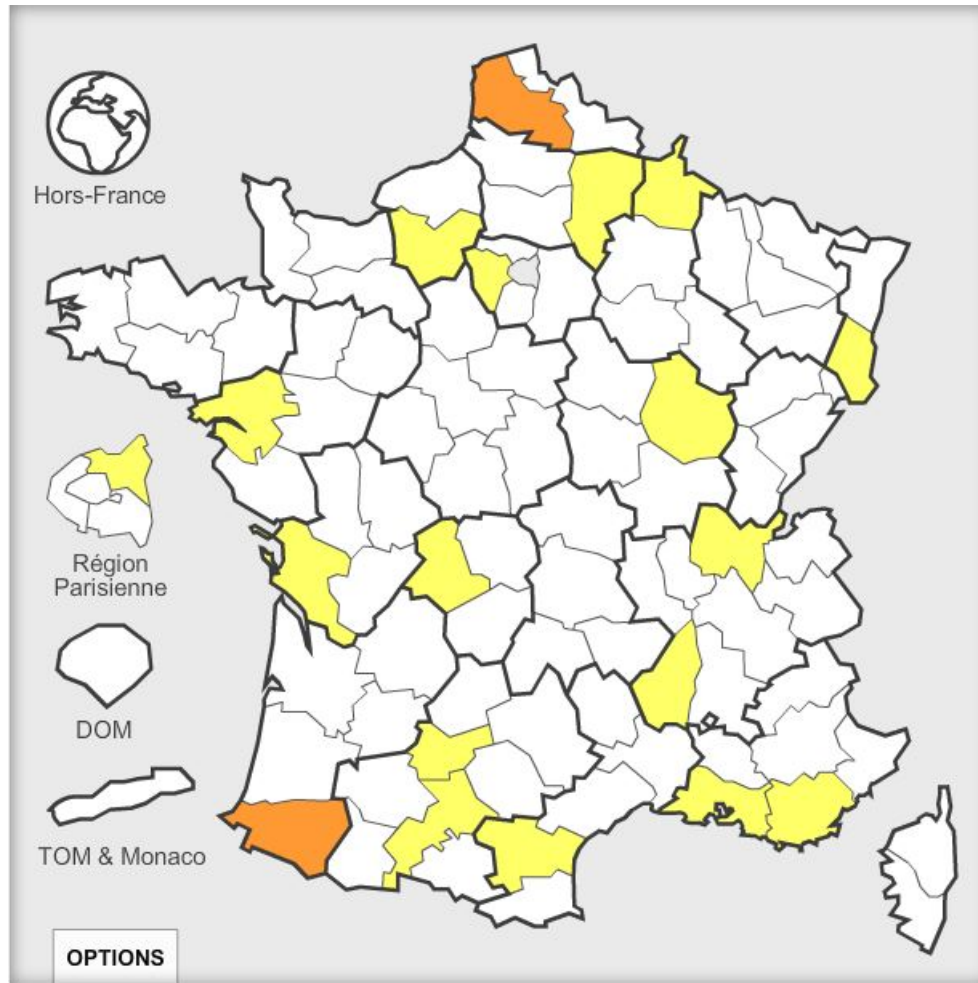 Hors-France
Région
Parisienne
DOM
TOM & Monaco
OPTIONS